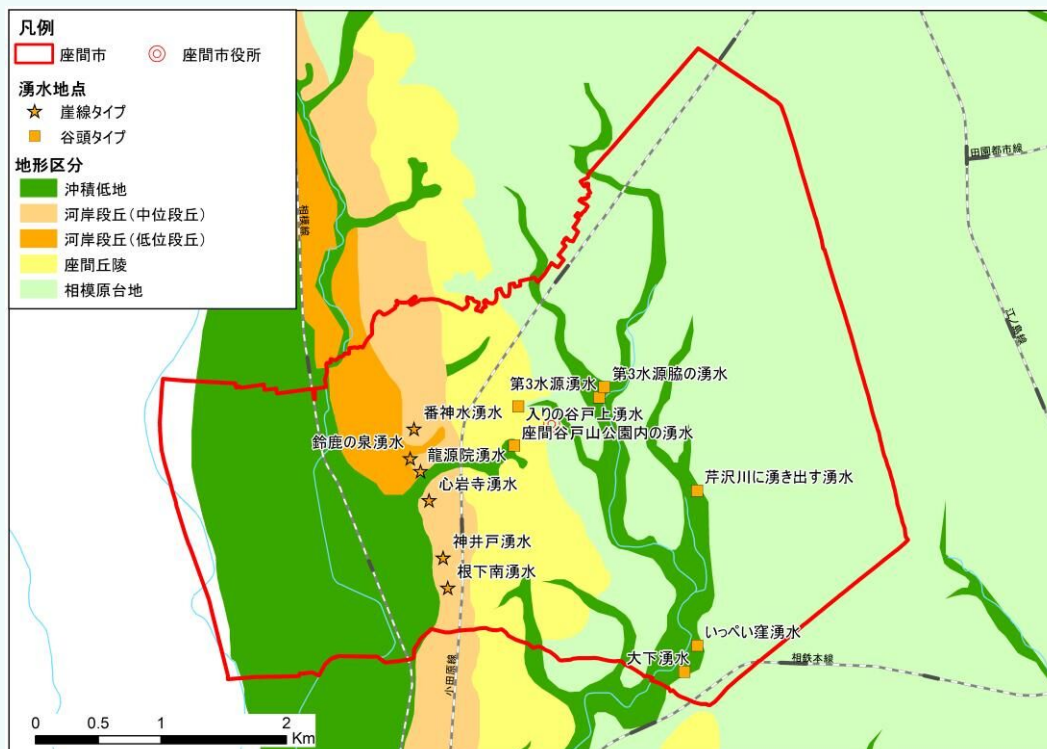 凡例
座間市
座間市役所
湧水地点
崖線タイプ
谷頭タイプ
地形区分
沖積低地
河岸段丘(中位段丘)
河岸段丘(低位段丘)
座間丘陵
相模原台地
相模線
田園都市線
江ノ島線
第3水源湧水
第3水源脇の湧水
番神水湧水
入りの谷戸上湧水
座間谷戸山公園内の湧水
鈴鹿の泉湧水
龍源院湧水
心岩寺湧水
芹沢川に湧き出す湧水
神井戸湧水
根下南湧水
いっぺい窪湧水
大下湧水
相鉄本線
小田原線
0 0.5 1 2
Km